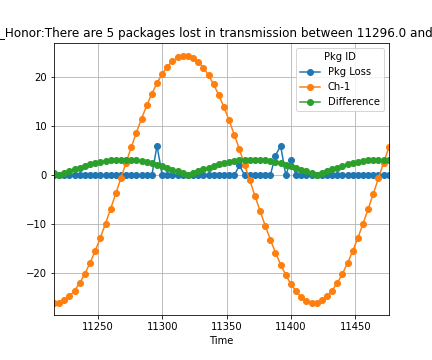 _Honor:There are 5 packages lost in transmission between 11296.0 and
Pkg ID
Pkg Loss
Ch-1
Difference
20
10
0
−10
−20
11250
11300
11350
11400
11450
Time